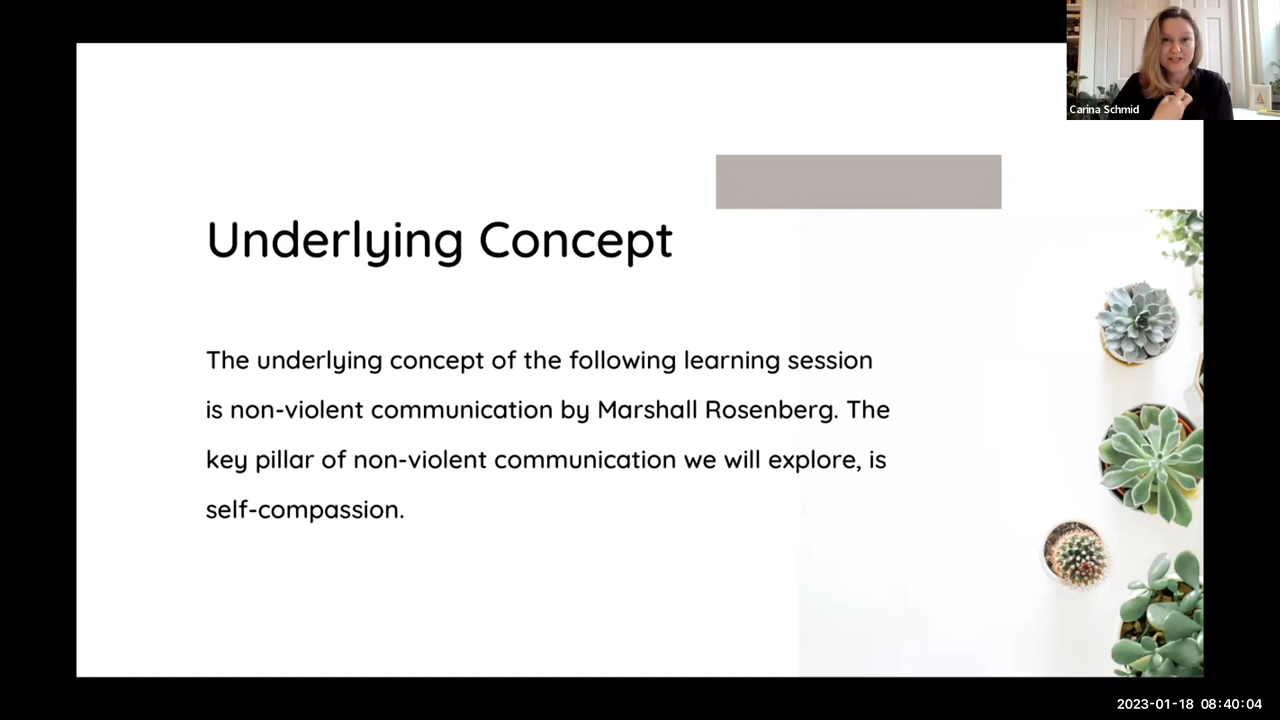 Carina Schmid
Underlying Concept
The underlying concept of the following learning session
is non-violent communication by Marshall Rosenberg. The
key pillar of non-violent communication we will explore, is
self-compassion.
2023-01-18 08:40:04